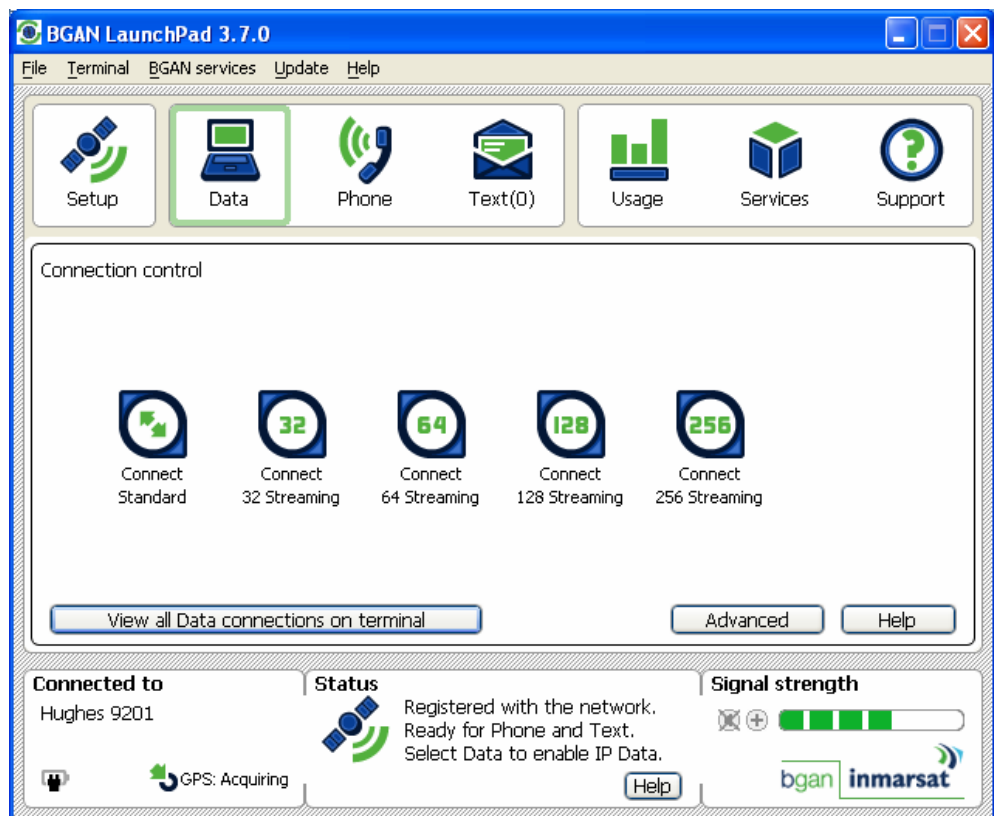 BGAN LaunchPad 3.7.0
File Terminal BGAN services Update Help
Setup Data Phone Text(0) Usage Services Support
Connection control
32 64 128 256
Connect Connect Connect Connect Connect
Standard 32 Streaming 64 Streaming 128 Streaming 256 Streaming
View all Data connections on terminal Advanced Help
Connected to
Hughes 9201
GPS: Acquiring
Status
Registered with the network.
Ready for Phone and Text.
Select Data to enable IP Data.
Help
Signal strength
bgan inmarsat